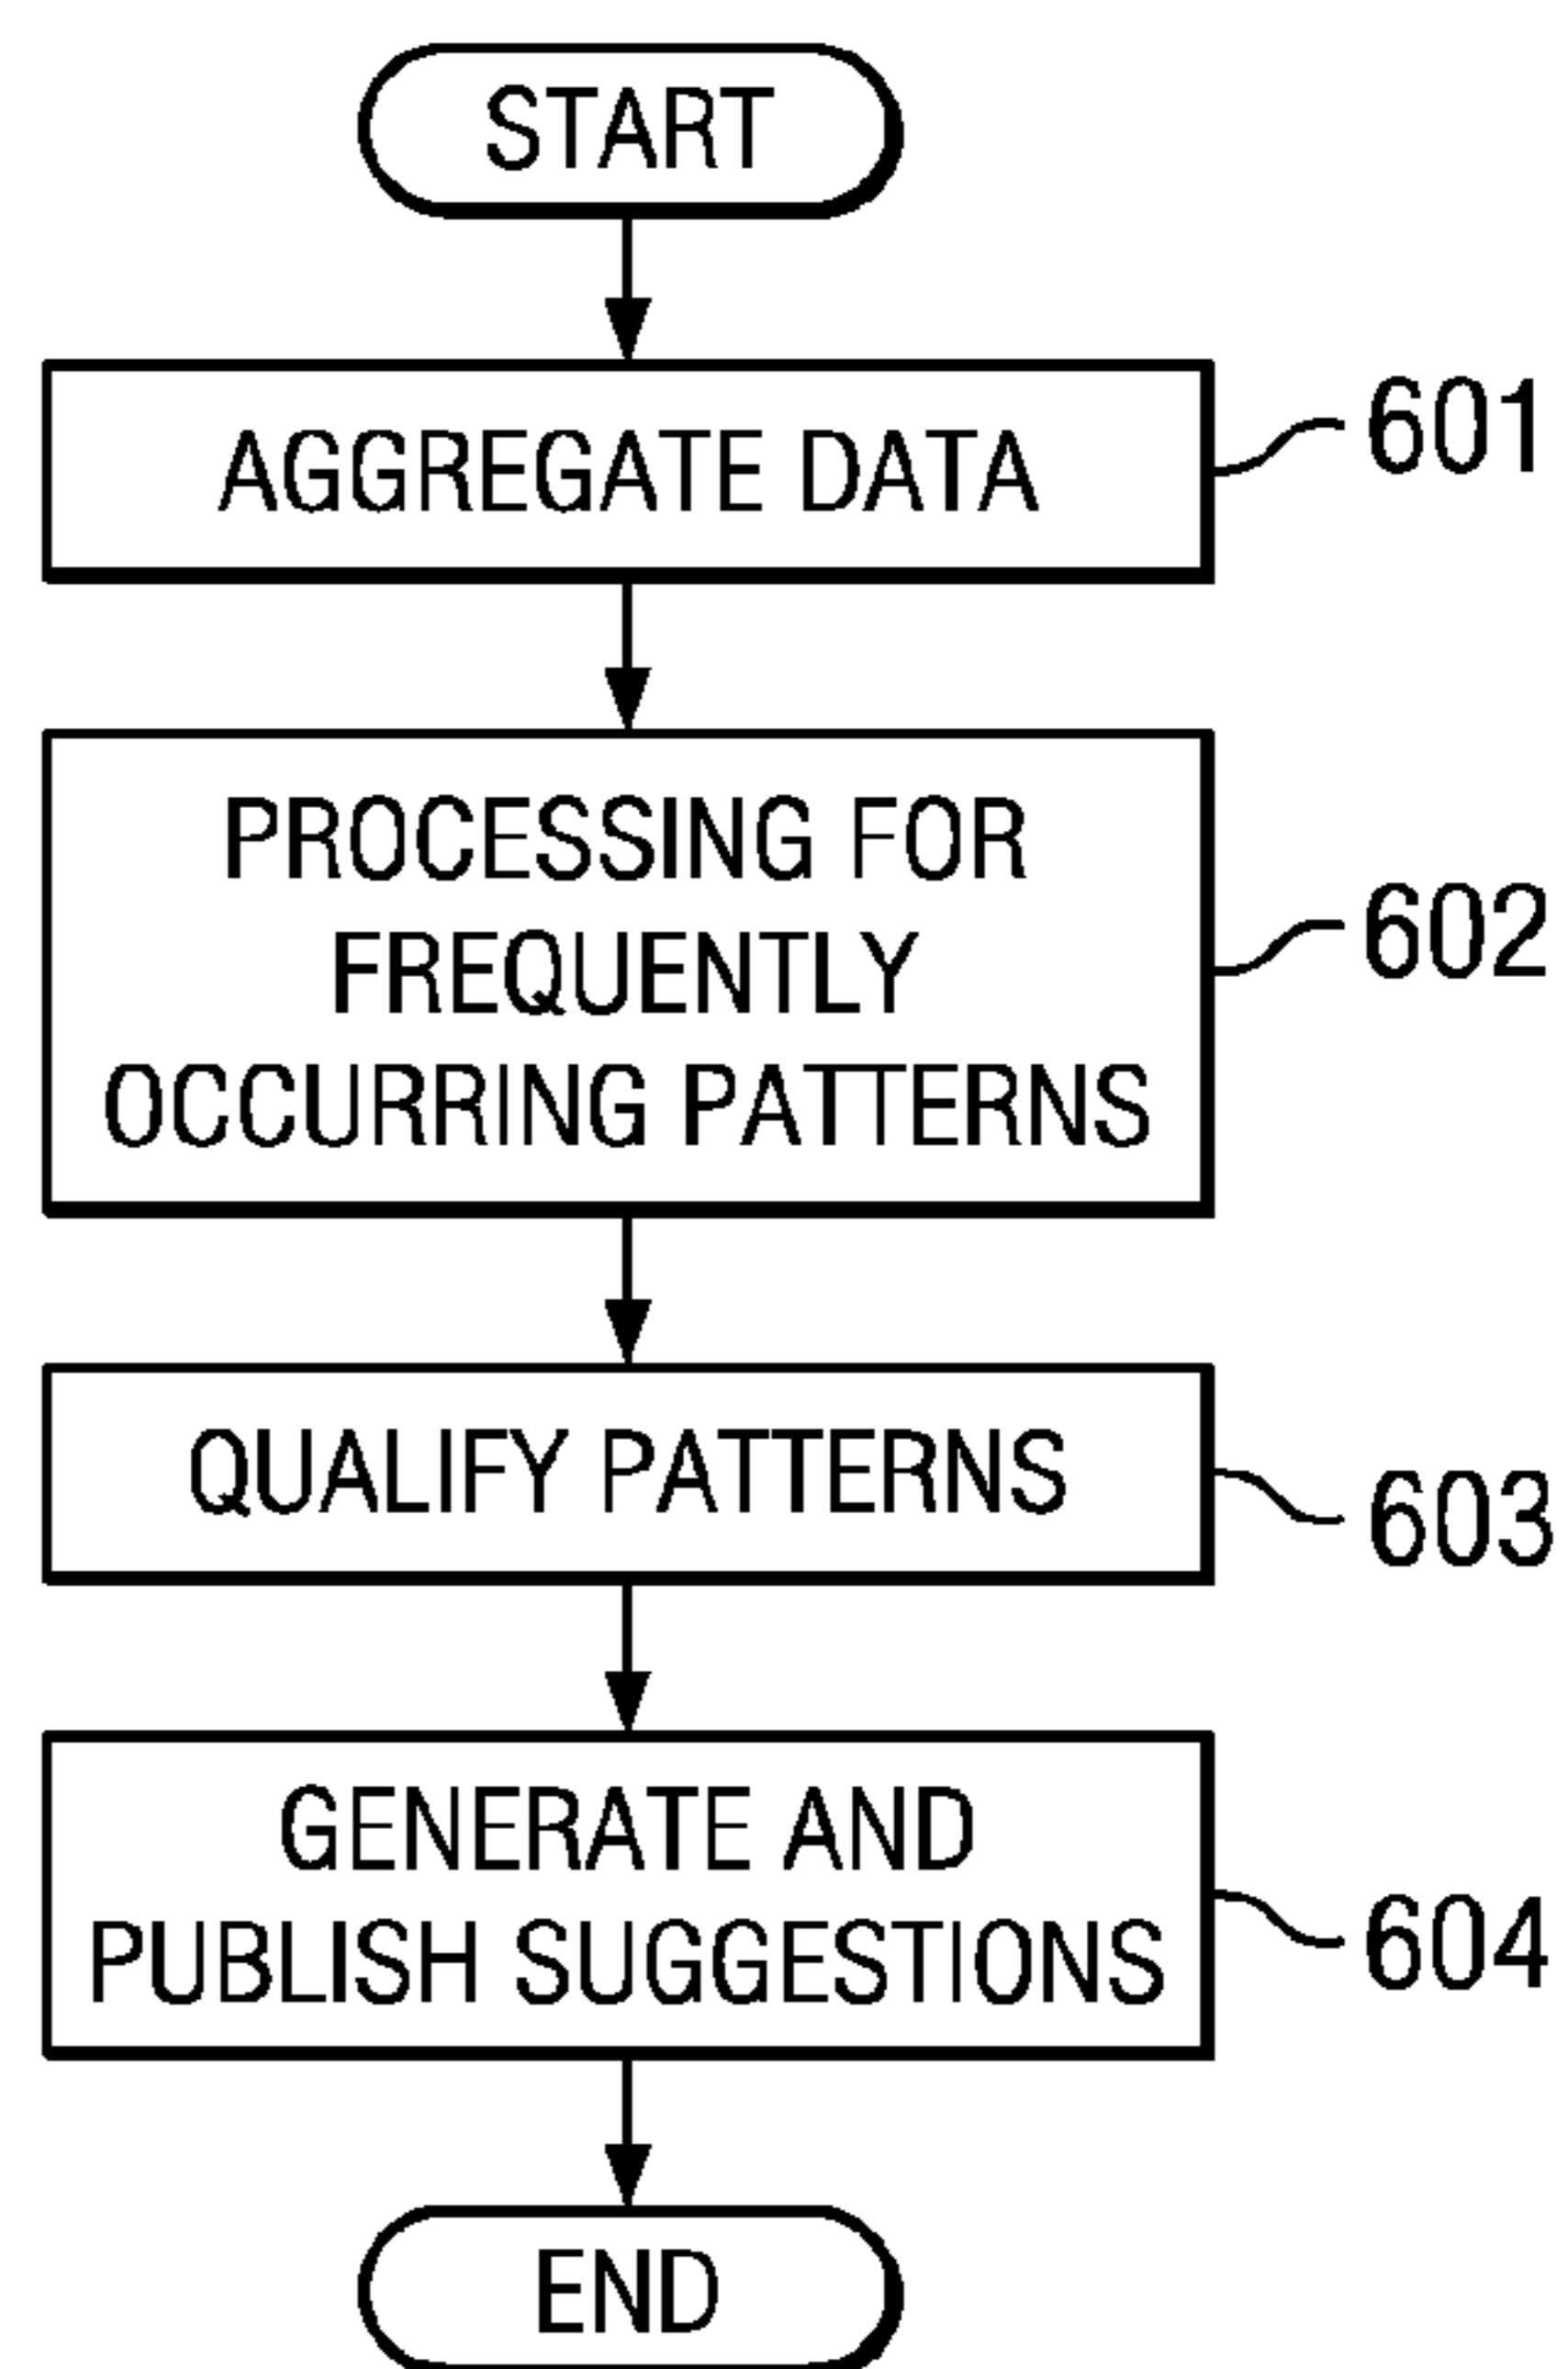 START
AGGREGATE DATA
601
PROCESSING FOR
FREQUENTLY
OCCURRING PATTERNS
602
QUALIFY PATTERNS
603
GENERATE AND
PUBLISH SUGGESTIONS
604
END